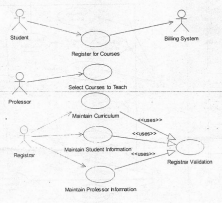 Student
Billing System
Register for Courses
Professor
Select Courses to Teach
Maintain Curriculum
<<uses>>
Registrar
Maintain Student Information
<<uses>>
<<uses>>
Registrar Validation
Maintain Professor Information